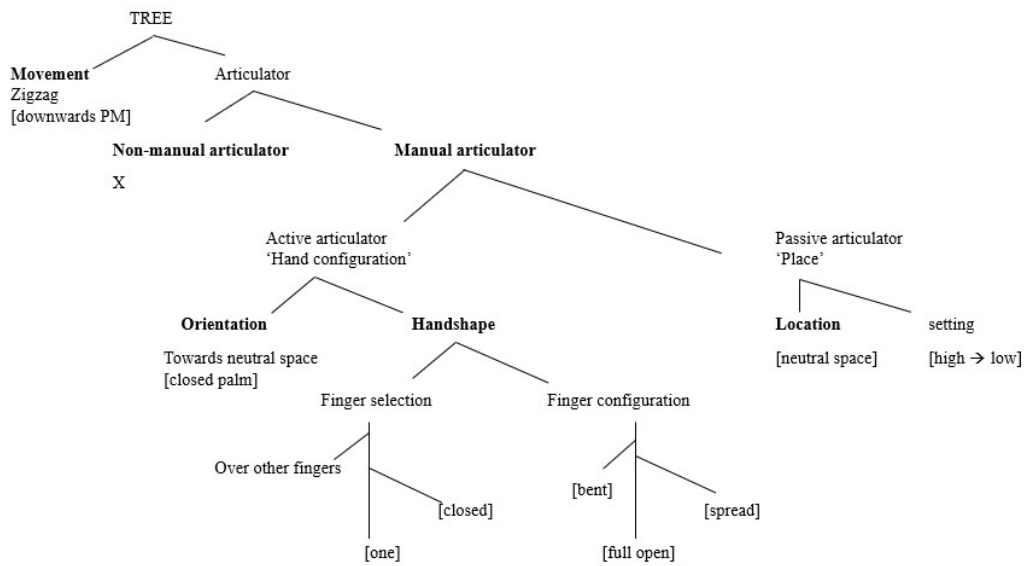 TREE
Movement
Zigzag
[downwards PM]
Articulator
Non-manual articulator
X
Manual articulator
Active articulator
‘Hand configuration’
Passive articulator
‘Place’
Orientation
Towards neutral space
[closed palm]
Handshape
Location
[neutral space]
setting
[high → low]
Finger selection
Finger configuration
Over other fingers
[closed]
[one]
[bent]
[spread]
[full open]